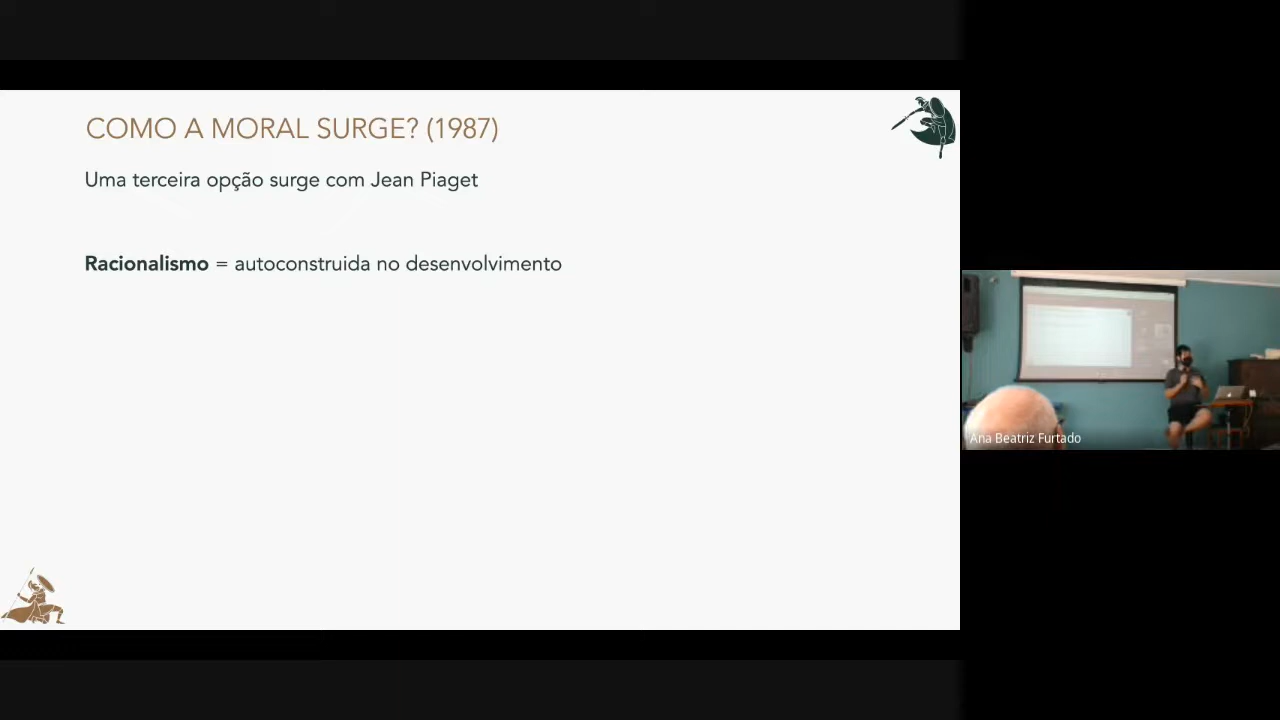 COMO A MORAL SURGE? (1987)
Uma terceira opção surge com Jean Piaget
Racionalismo = autoconstruida no desenvolvimento
Ana Beatriz Furtado